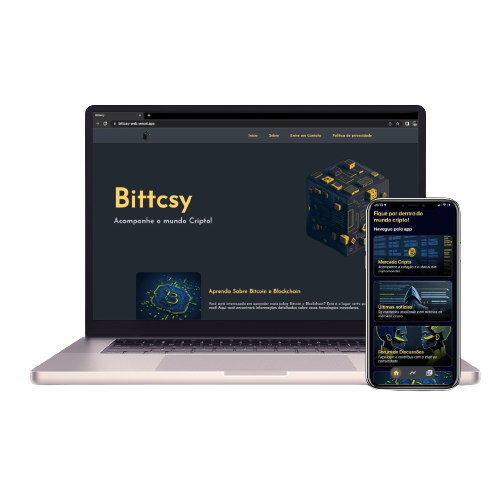 Bittcsy
bittcsy-web.vercel.app
Início Sobre Entre em Contato Política de privacidade
Bittcsy
Acompanhe o mundo Cripto!
Aprenda Sobre Bitcoin e Blockchain
Você está interessado em aprender mais sobre Bitcoin e Blockchain? Este é o lugar certo
você! Aqui você encontrará informações detalhadas sobre essas tecnologias inovadoras
Fique por dentro do
mundo cripto!
Navegue pelo app
Mercado Cripto
Acompanhe a cotação e o status das
criptomoedas
Últimas notícias
Se mantenha atualizado com notícias do
mercado Cripto
Fórum de Discussões
comunidade